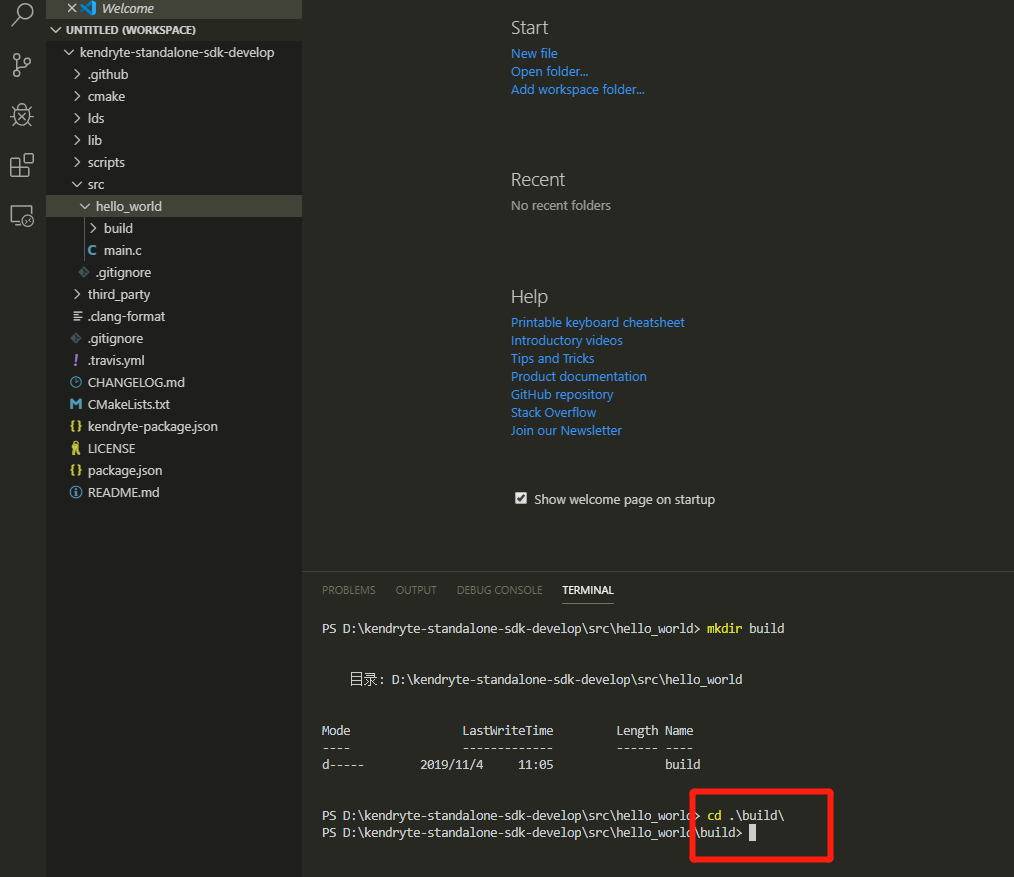 Welcome
UNTITLED (WORKSPACE)
kendryte-standalone-sdk-develop
.github
cmake
lds
lib
scripts
src
hello_world
build
C main.c
.gitignore
third_party
.clang-format
.gitignore
! .travis.yml
CHANGELOG.md
M CMakeLists.txt
{} kendryte-package.json
LICENSE
{} package.json
README.md
Start
New file
Open folder...
Add workspace folder...
Recent
No recent folders
Help
Printable keyboard cheatsheet
Introductory videos
Tips and Tricks
Product documentation
GitHub repository
Stack Overflow
Join our Newsletter
Show welcome page on startup
PROBLEMS OUTPUT DEBUG CONSOLE TERMINAL
PS D:\kendryte-standalone-sdk-develop\src\hello_world> mkdir build
目录: D:\kendryte-standalone-sdk-develop\src\hello_world
Mode LastWriteTime Length Name
---- ------------- ------ ----
d----- 2019/11/4 11:05 build
PS D:\kendryte-standalone-sdk-develop\src\hello_world> cd .\build\
PS D:\kendryte-standalone-sdk-develop\src\hello_world\build>